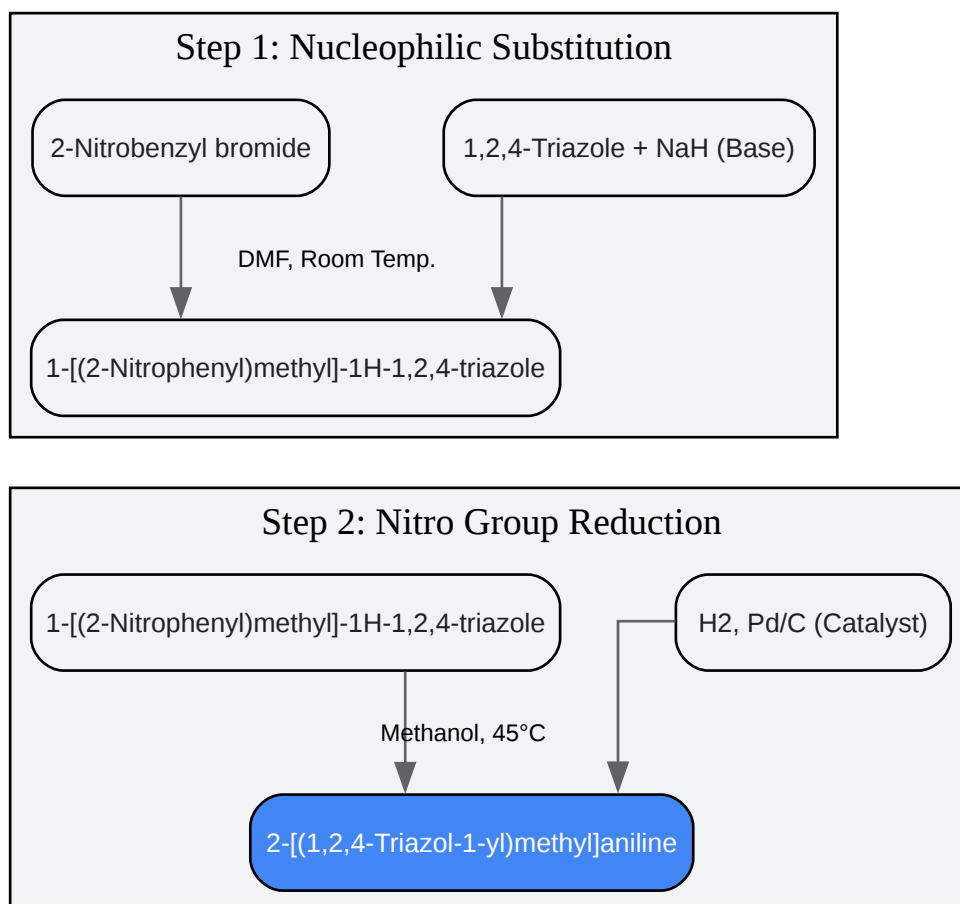 Step 1: Nucleophilic Substitution
2-Nitrobenzyl bromide
1,2,4-Triazole + NaH (Base)
DMF, Room Temp.
1-[(2-Nitrophenyl)methyl]-1H-1,2,4-triazole
Step 2: Nitro Group Reduction
1-[(2-Nitrophenyl)methyl]-1H-1,2,4-triazole
H2, Pd/C (Catalyst)
Methanol, 45°C
2-[(1,2,4-Triazol-1-yl)methyl]aniline